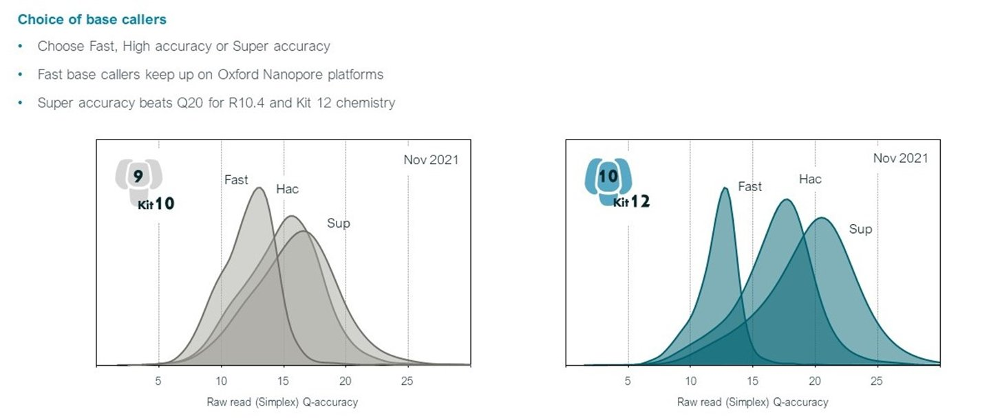 Choice of base callers
• Choose Fast, High accuracy or Super accuracy
• Fast base callers keep up on Oxford Nanopore platforms
• Super accuracy beats Q20 for R10.4 and Kit 12 chemistry
9
Kit 10
Nov 2021
Fast
Hac
Sup
5 10 15 20 25
Raw read (Simplex) Q-accuracy
10
Kit 12
Nov 2021
Fast
Hac
Sup
5 10 15 20 25
Raw read (Simplex) Q-accuracy